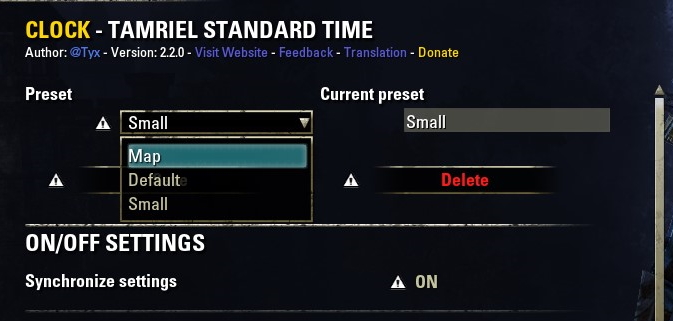 CLOCK - TAMRIEL STANDARD TIME
Author: @Tyx - Version: 2.2.0 - Visit Website - Feedback - Translation - Donate
Preset Current preset
Small Small
Map
Default
Delete
Small
ON/OFF SETTINGS
Synchronize settings ON